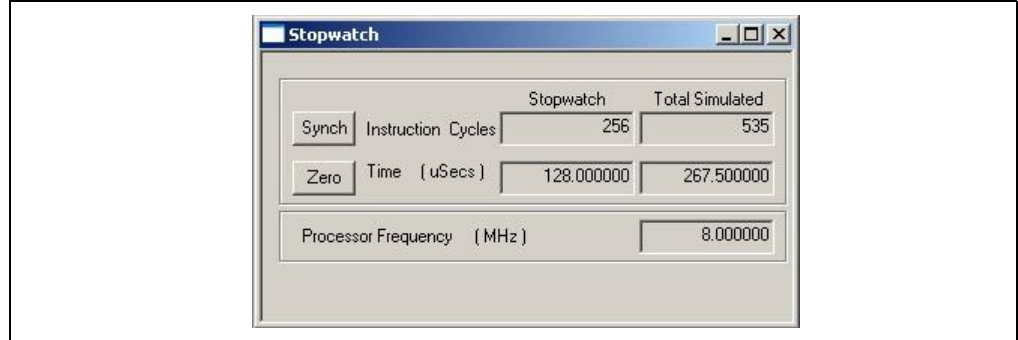 Stopwatch
Stopwatch Total Simulated
Synch Instruction Cycles 256 535
Zero Time (uSecs) 128.000000 267.500000
Processor Frequency (MHz) 8.000000